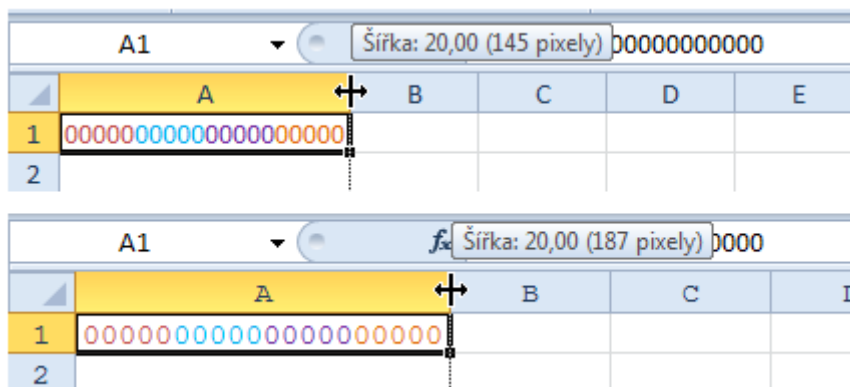 A1 Šířka: 20,00 (145 pixely) 00000000000
A B C D E
1 00000000000000000000
2
A1 fx Šířka: 20,00 (187 pixely) 0000
A B C
1 00000000000000000000
2